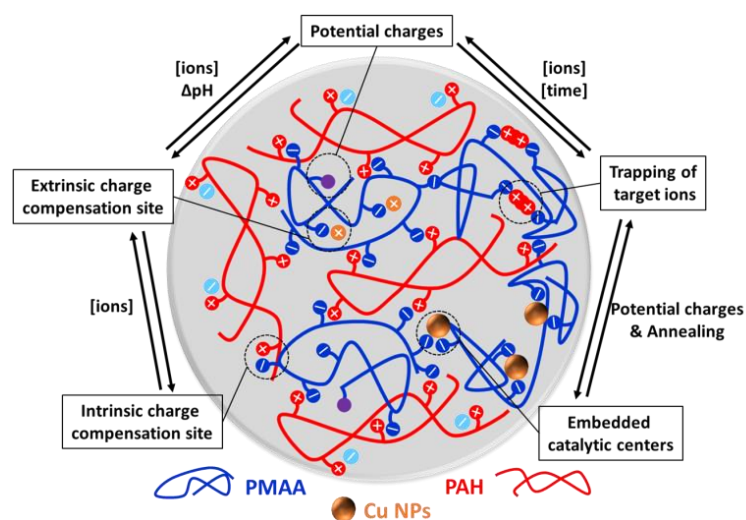 Potential charges
[ions]
ΔpH
[ions]
[time]
Extrinsic charge
compensation site
Trapping of
target ions
[ions]
Potential charges
& Annealing
Intrinsic charge
compensation site
Embedded
catalytic centers
PMAA
PAH
Cu NPs